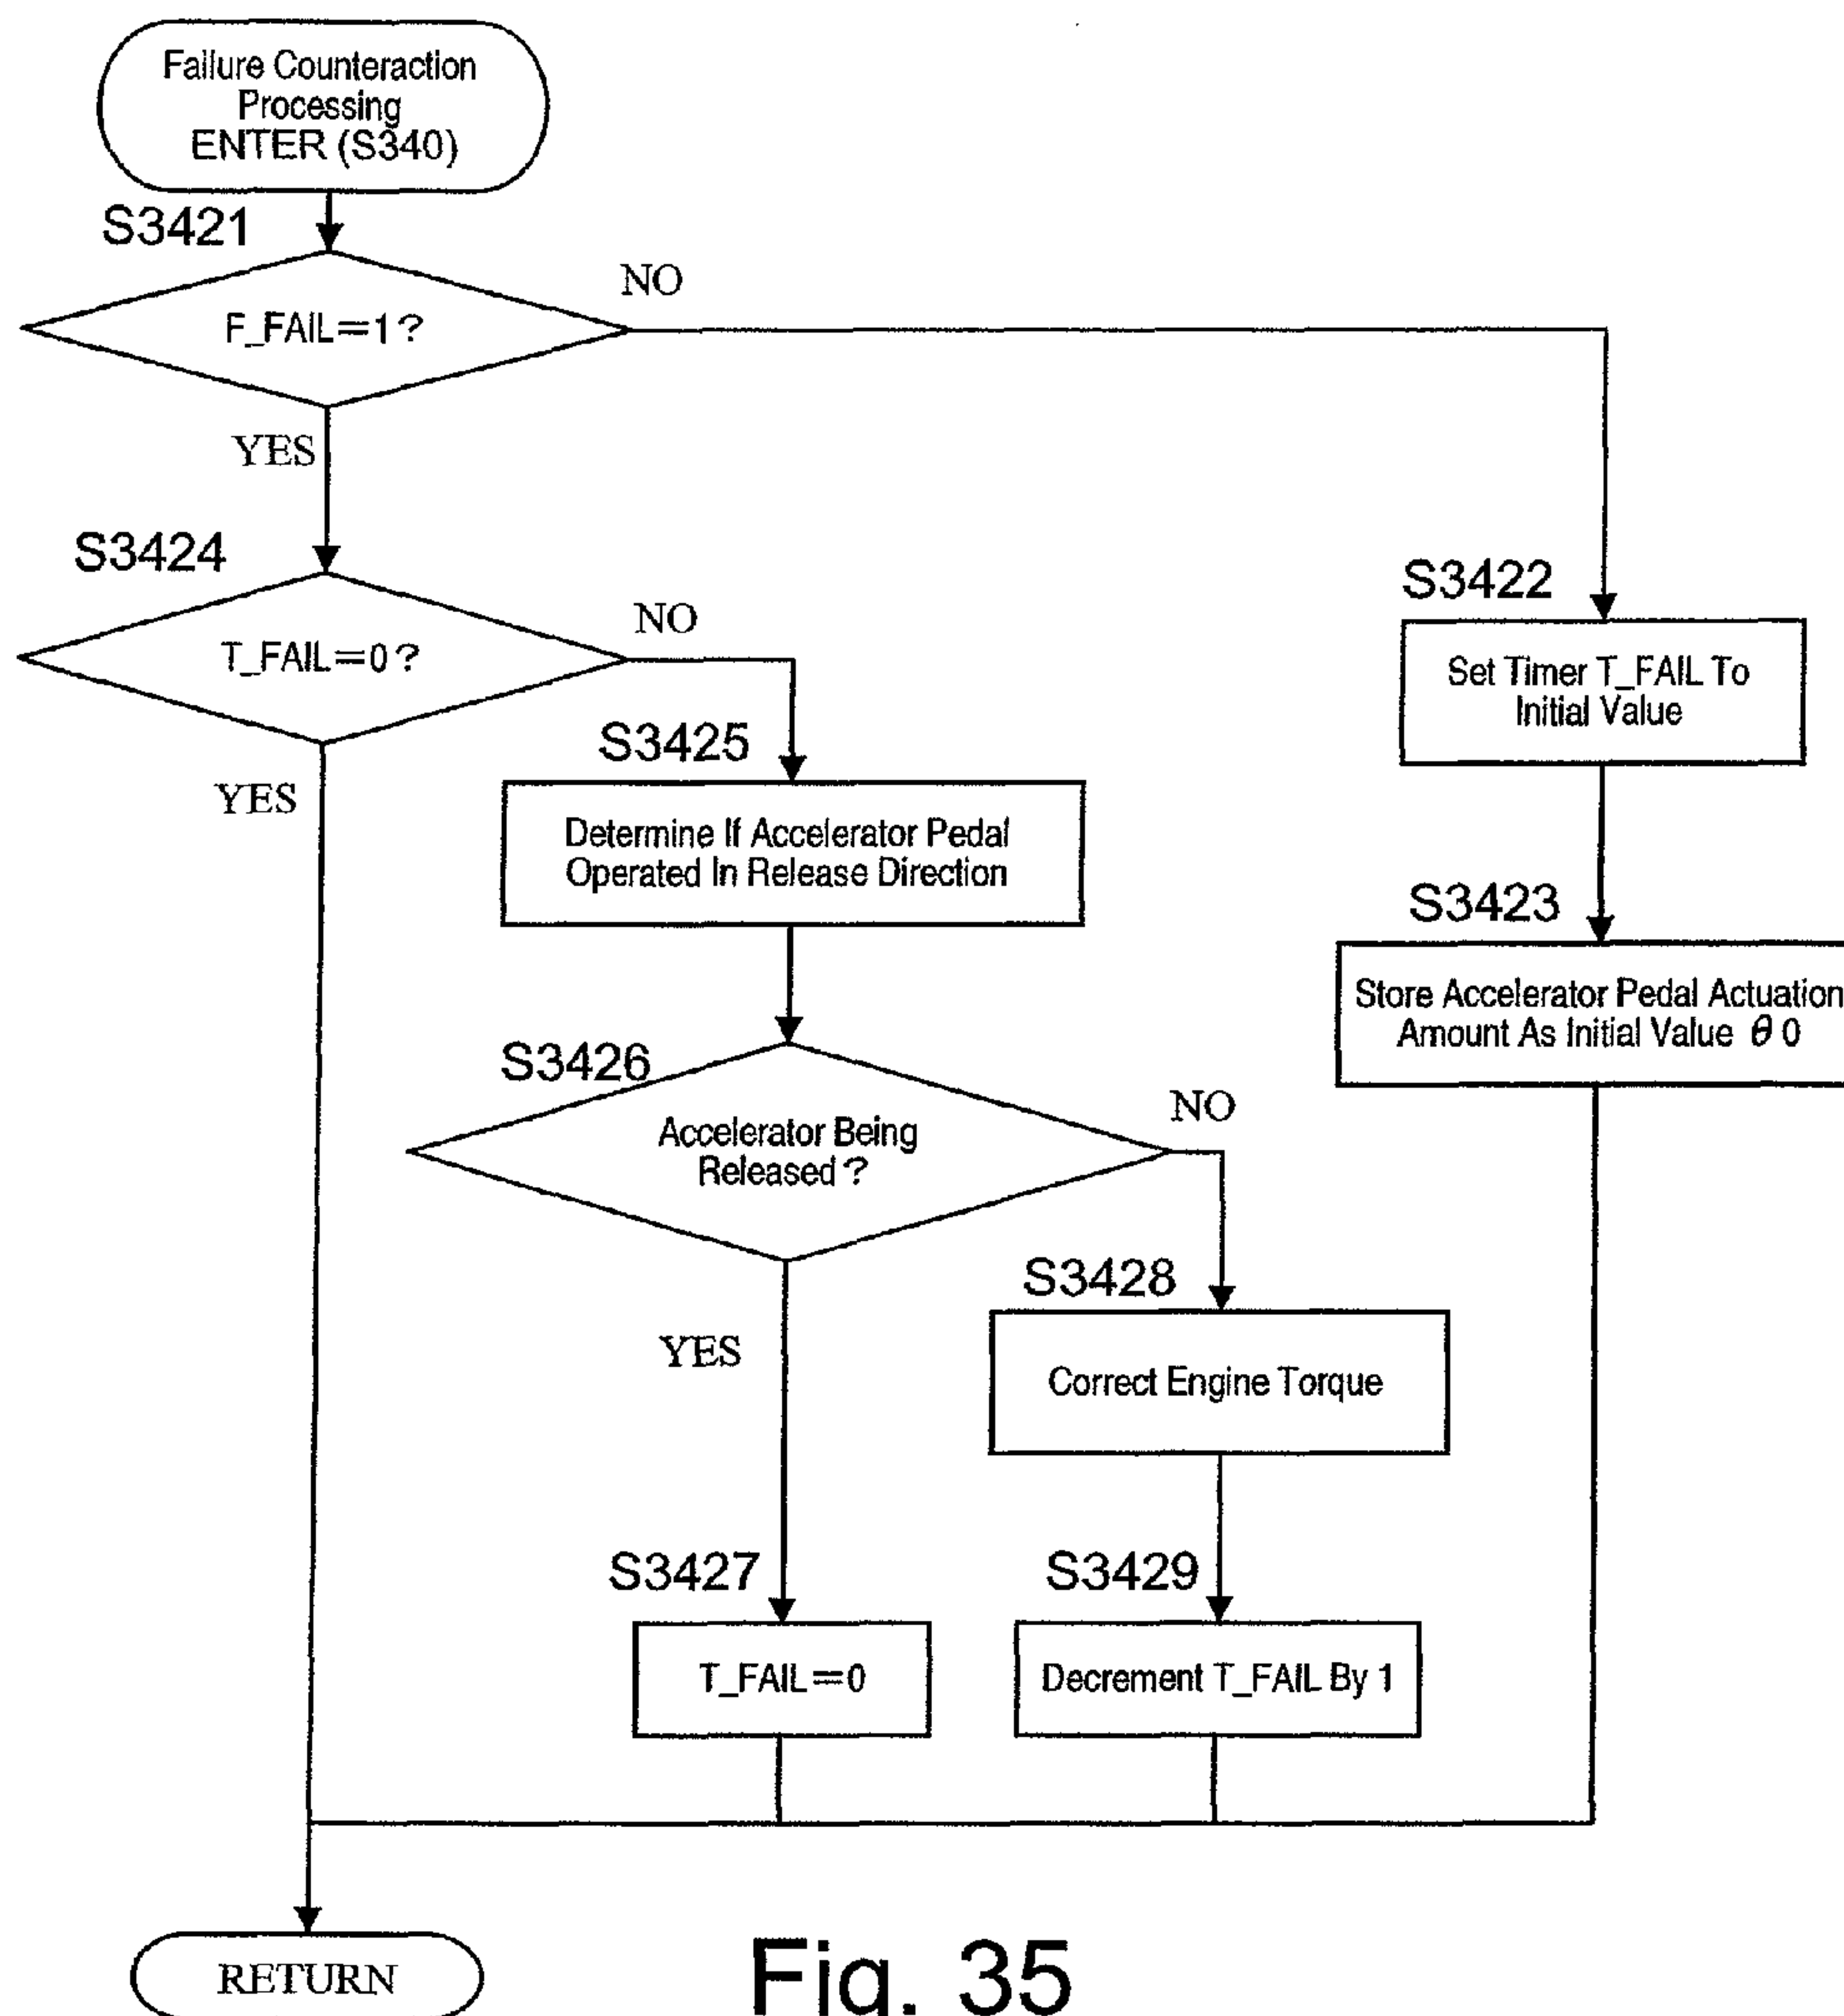 Failure Counteraction
Processing
ENTER (S340)
S3421
F_FAIL=1?
NO
YES
S3424
T_FAIL=0?
NO
YES
S3422
Set Timer T_FAIL To
Initial Value
S3425
Determine If Accelerator Pedal
Operated In Release Direction
S3423
Store Accelerator Pedal Actuation
Amount As Initial Value θ0
S3426
Accelerator Being
Released?
NO
YES
S3428
Correct Engine Torque
S3427
T_FAIL=0
S3429
Decrement T_FAIL By 1
RETURN
Fig. 35